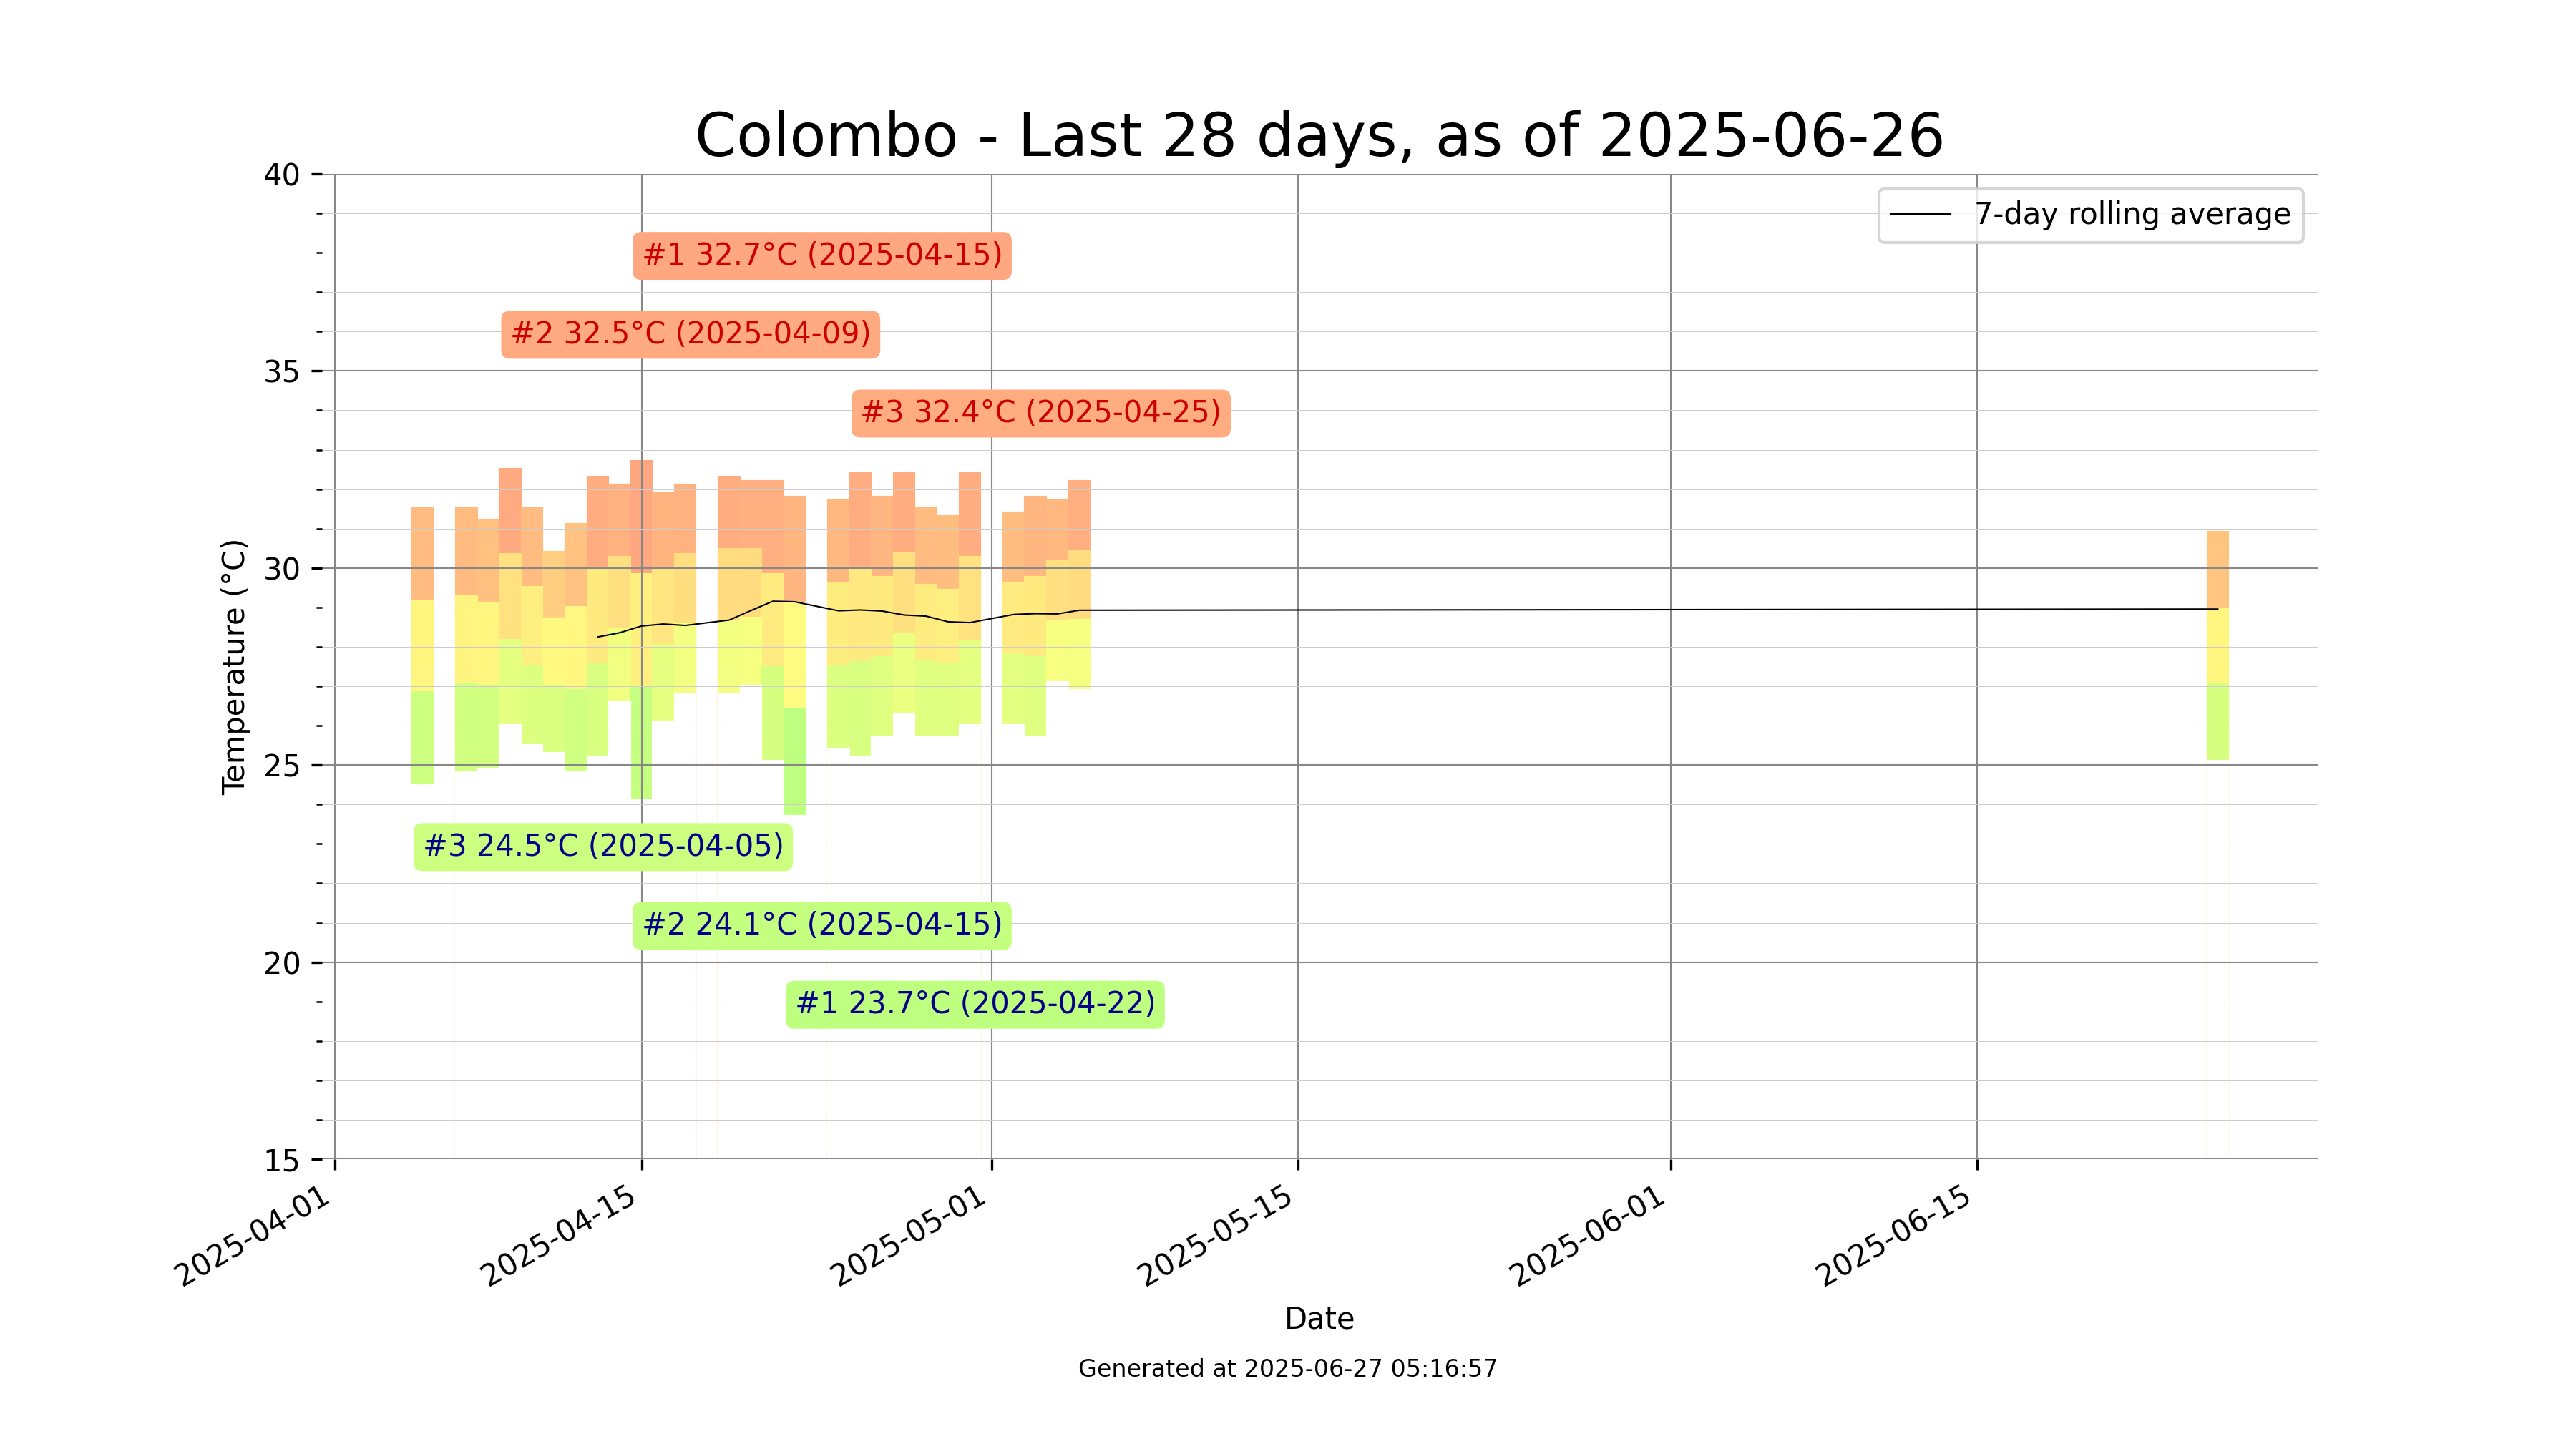 Colombo - Last 28 days, as of 2025-06-26
7-day rolling average
40
35
30
25
20
15
Temperature (°C)
#1 32.7°C (2025-04-15)
#2 32.5°C (2025-04-09)
#3 32.4°C (2025-04-25)
#3 24.5°C (2025-04-05)
#2 24.1°C (2025-04-15)
#1 23.7°C (2025-04-22)
2025-04-01
2025-04-15
2025-05-01
2025-05-15
2025-06-01
2025-06-15
Date
Generated at 2025-06-27 05:16:57